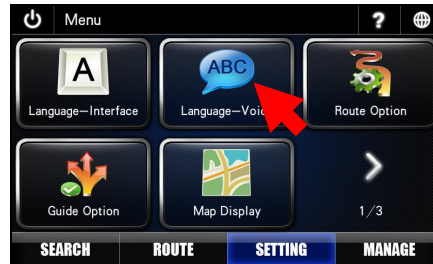 Menu
?
A
ABC
Language—Interface
Language—Voic
Route Option
Guide Option
Map Display
1/3
SEARCH
ROUTE
SETTING
MANAGE